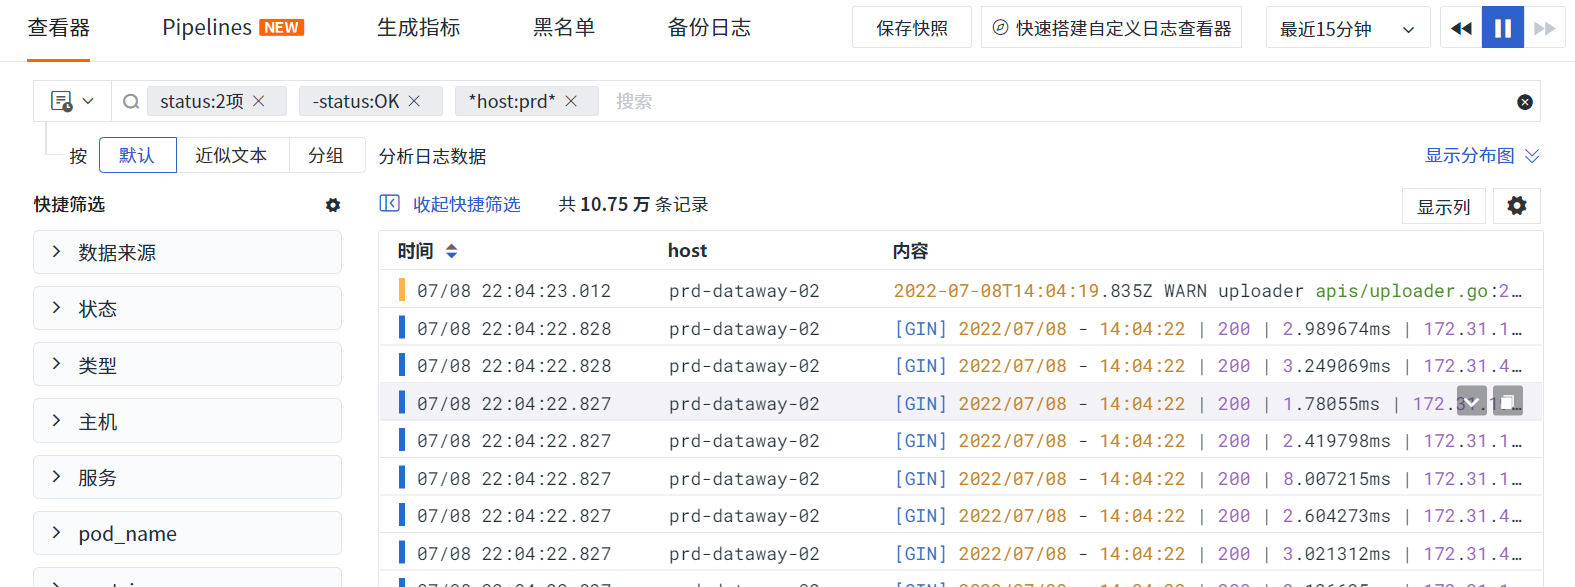 查看器 Pipelines NEW 生成指标 黑名单 备份日志 保存快照 快速搭建自定义日志查看器 最近15分钟
status:2项 -status:OK *host:prd* 搜索
按 默认 近似文本 分组 分析日志数据 显示分布图
快捷筛选 收起快捷筛选 共 10.75 万 条记录 显示列
数据来源
状态
类型
主机
服务
pod_name
时间 host 内容
07/08 22:04:23.012 prd-dataway-02 2022-07-08T14:04:19.835Z WARN uploader apis/uploader.go:2…
07/08 22:04:22.828 prd-dataway-02 [GIN] 2022/07/08 - 14:04:22 | 200 | 2.989674ms | 172.31.1…
07/08 22:04:22.828 prd-dataway-02 [GIN] 2022/07/08 - 14:04:22 | 200 | 3.249069ms | 172.31.4…
07/08 22:04:22.827 prd-dataway-02 [GIN] 2022/07/08 - 14:04:22 | 200 | 1.78055ms | 172.31.1…
07/08 22:04:22.827 prd-dataway-02 [GIN] 2022/07/08 - 14:04:22 | 200 | 2.419798ms | 172.31.1…
07/08 22:04:22.827 prd-dataway-02 [GIN] 2022/07/08 - 14:04:22 | 200 | 8.007215ms | 172.31.1…
07/08 22:04:22.827 prd-dataway-02 [GIN] 2022/07/08 - 14:04:22 | 200 | 2.604273ms | 172.31.4…
07/08 22:04:22.827 prd-dataway-02 [GIN] 2022/07/08 - 14:04:22 | 200 | 3.021312ms | 172.31.4…